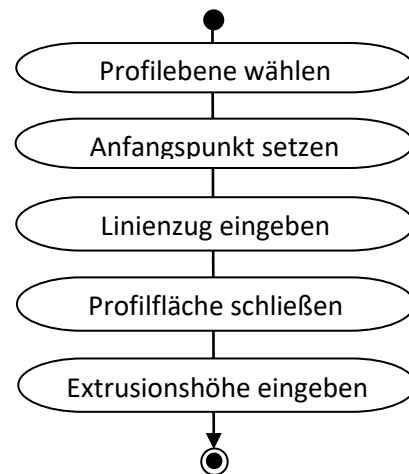 Profilebene wählen
Anfangspunkt setzen
Linienzug eingeben
Profilfläche schließen
Extrusionshöhe eingeben